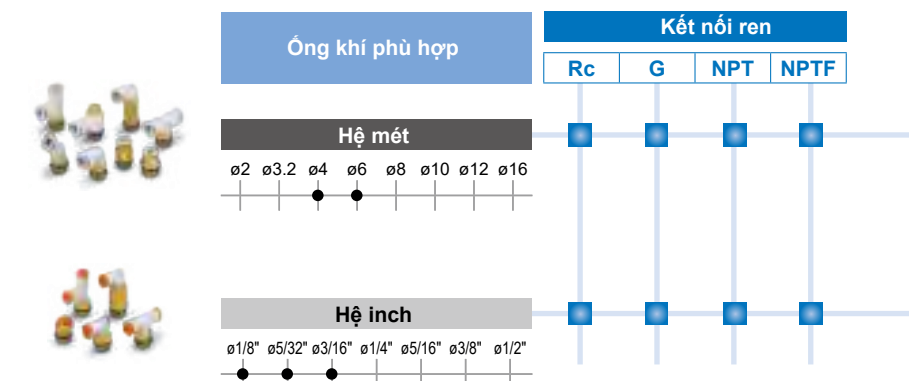 Ống khí phù hợp
Kết nối ren
Rc G NPT NPTF
Hệ mét
ø2 ø3.2 ø4 ø6 ø8 ø10 ø12 ø16
Hệ inch
ø1/8" ø5/32" ø3/16" ø1/4" ø5/16" ø3/8" ø1/2"